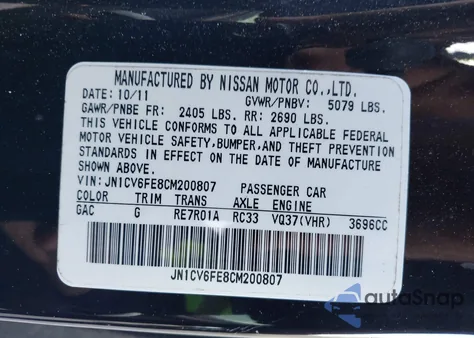 MANUFACTURED BY NISSAN MOTOR CO.,LTD.
DATE: 10/11 GVWR/PNBV: 5079 LBS.
GAWR/PNBE FR: 2405 LBS. RR: 2690 LBS.
THIS VEHICLE CONFORMS TO ALL APPLICABLE FEDERAL
MOTOR VEHICLE SAFETY,BUMPER,AND THEFT PREVENTION
STANDARDS IN EFFECT ON THE DATE OF MANUFACTURE
SHOWN ABOVE.
VIN: JN1CV6FE8CM200807 PASSENGER CAR
COLOR TRIM TRANS AXLE ENGINE
GAC G RE7R01A RC33 VQ37(VHR) 3696CC
JN1CV6FE8CM200807
autoSnap